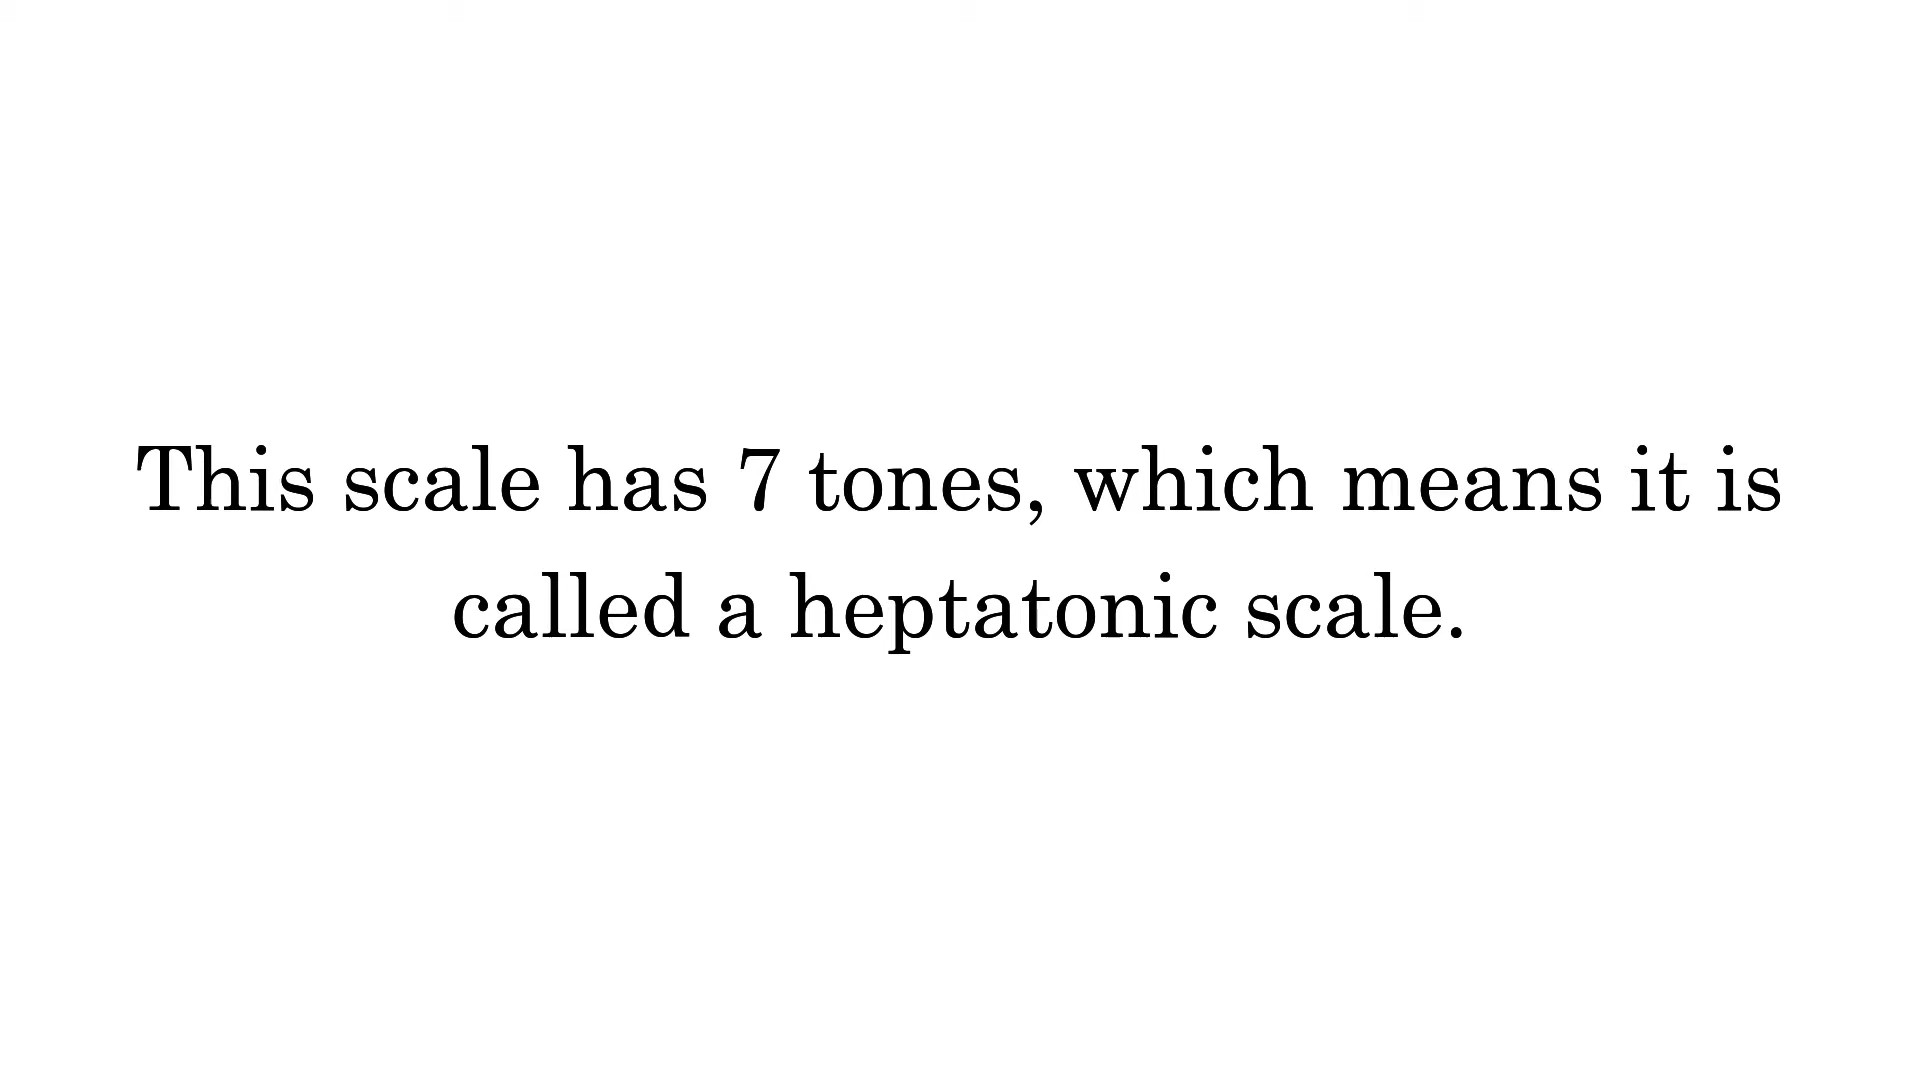 This scale has 7 tones, which means it is
called a heptatonic scale.